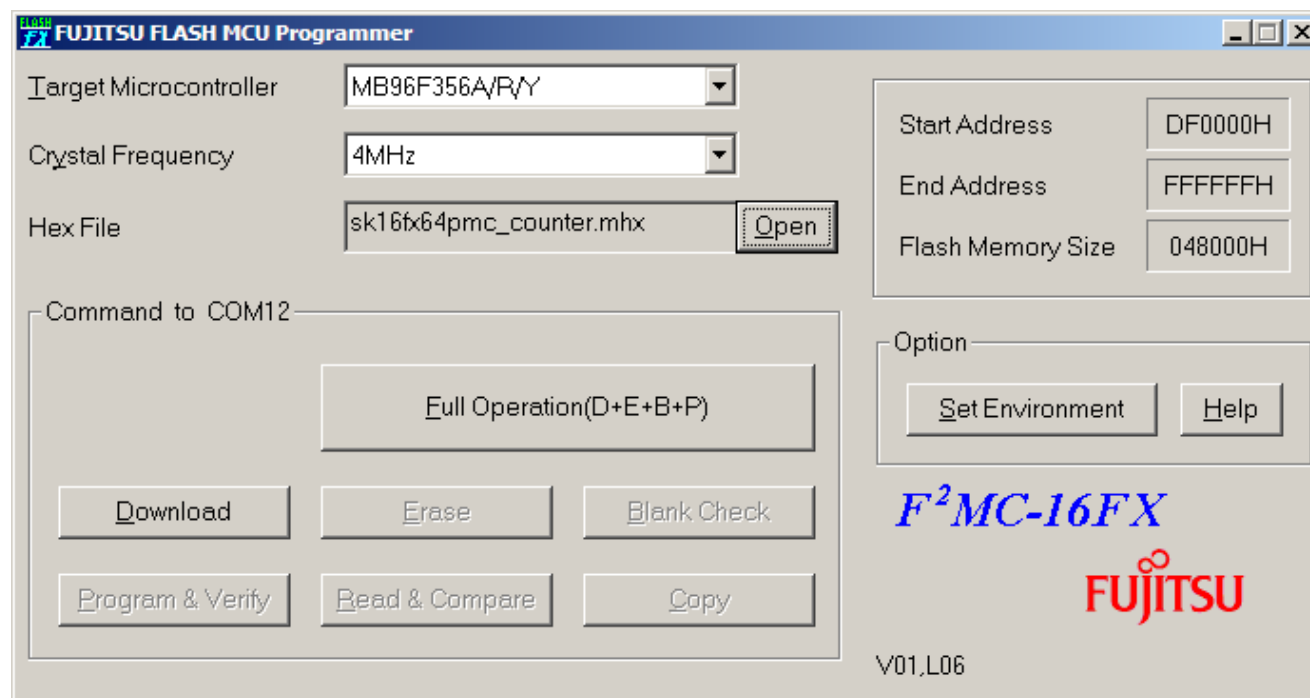 FLASH
FX
FUJITSU FLASH MCU Programmer
Target Microcontroller
MB96F356A/R/Y
Crystal Frequency
4MHz
Hex File
sk16fx64pmc_counter.mhx
Open
Start Address
DF0000H
End Address
FFFFFFH
Flash Memory Size
048000H
Command to COM12
Full Operation(D+E+B+P)
Download
Erase
Blank Check
Program & Verify
Read & Compare
Copy
Option
Set Environment
Help
F²MC-16FX
FUJITSU
V01,L06